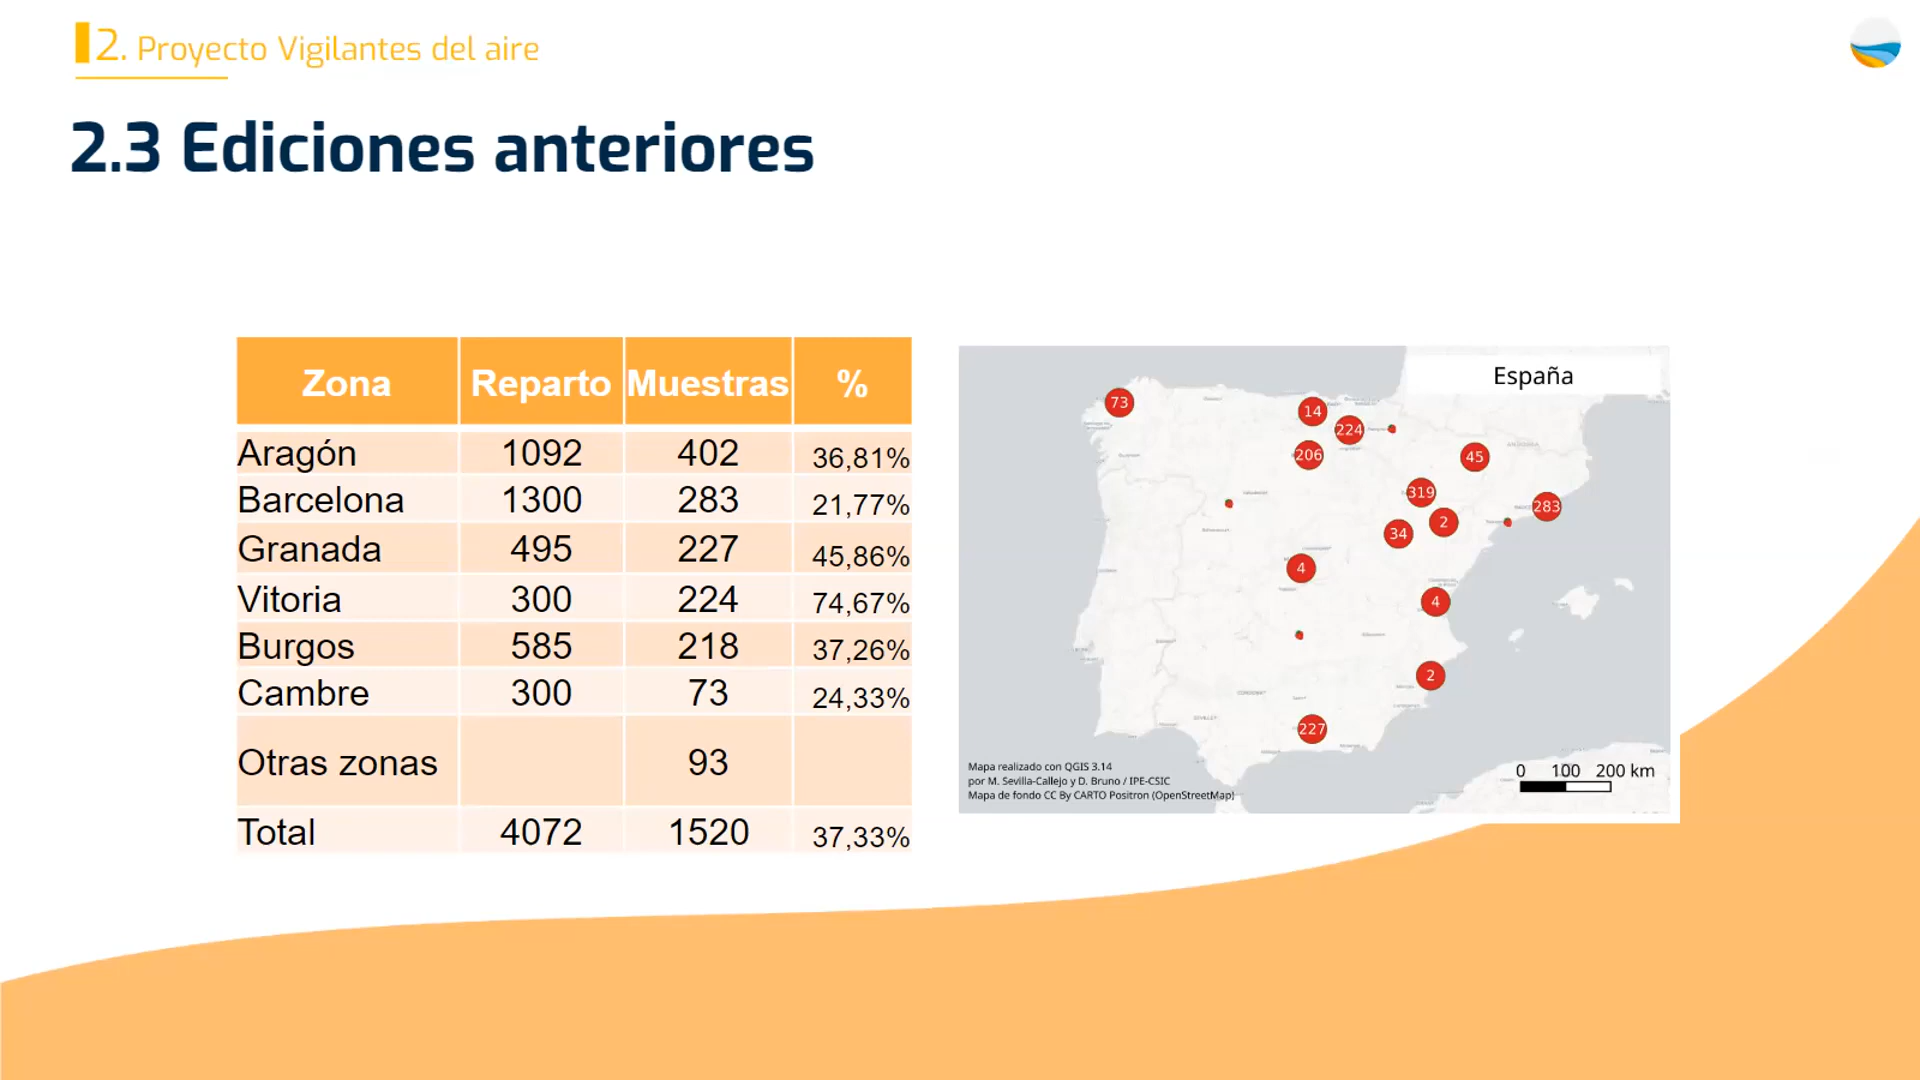 2. Proyecto Vigilantes del aire
2.3 Ediciones anteriores
Zona Reparto Muestras %
Aragón 1092 402 36,81%
Barcelona 1300 283 21,77%
Granada 495 227 45,86%
Vitoria 300 224 74,67%
Burgos 585 218 37,26%
Cambre 300 73 24,33%
Otras zonas 93
Total 4072 1520 37,33%
España
73
14
224
206
45
319
283
2
34
4
4
2
227
Mapa realizado con QGIS 3.14
por M. Sevilla-Callejo y D. Bruno / IPE-CSIC
Mapa de fondo CC By CARTO Positron (OpenStreetMap)
0 100 200 km